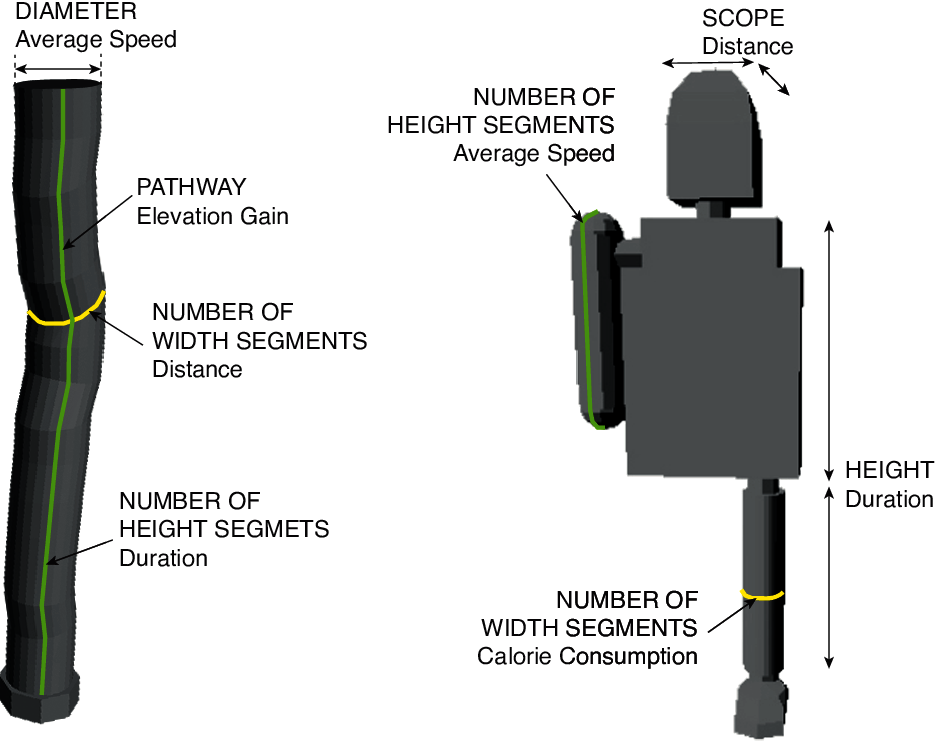 DIAMETER
Average Speed
PATHWAY
Elevation Gain
NUMBER OF
WIDTH SEGMENTS
Distance
NUMBER OF
HEIGHT SEGMETS
Duration
SCOPE
Distance
NUMBER OF
HEIGHT SEGMENTS
Average Speed
HEIGHT
Duration
NUMBER OF
WIDTH SEGMENTS
Calorie Consumption